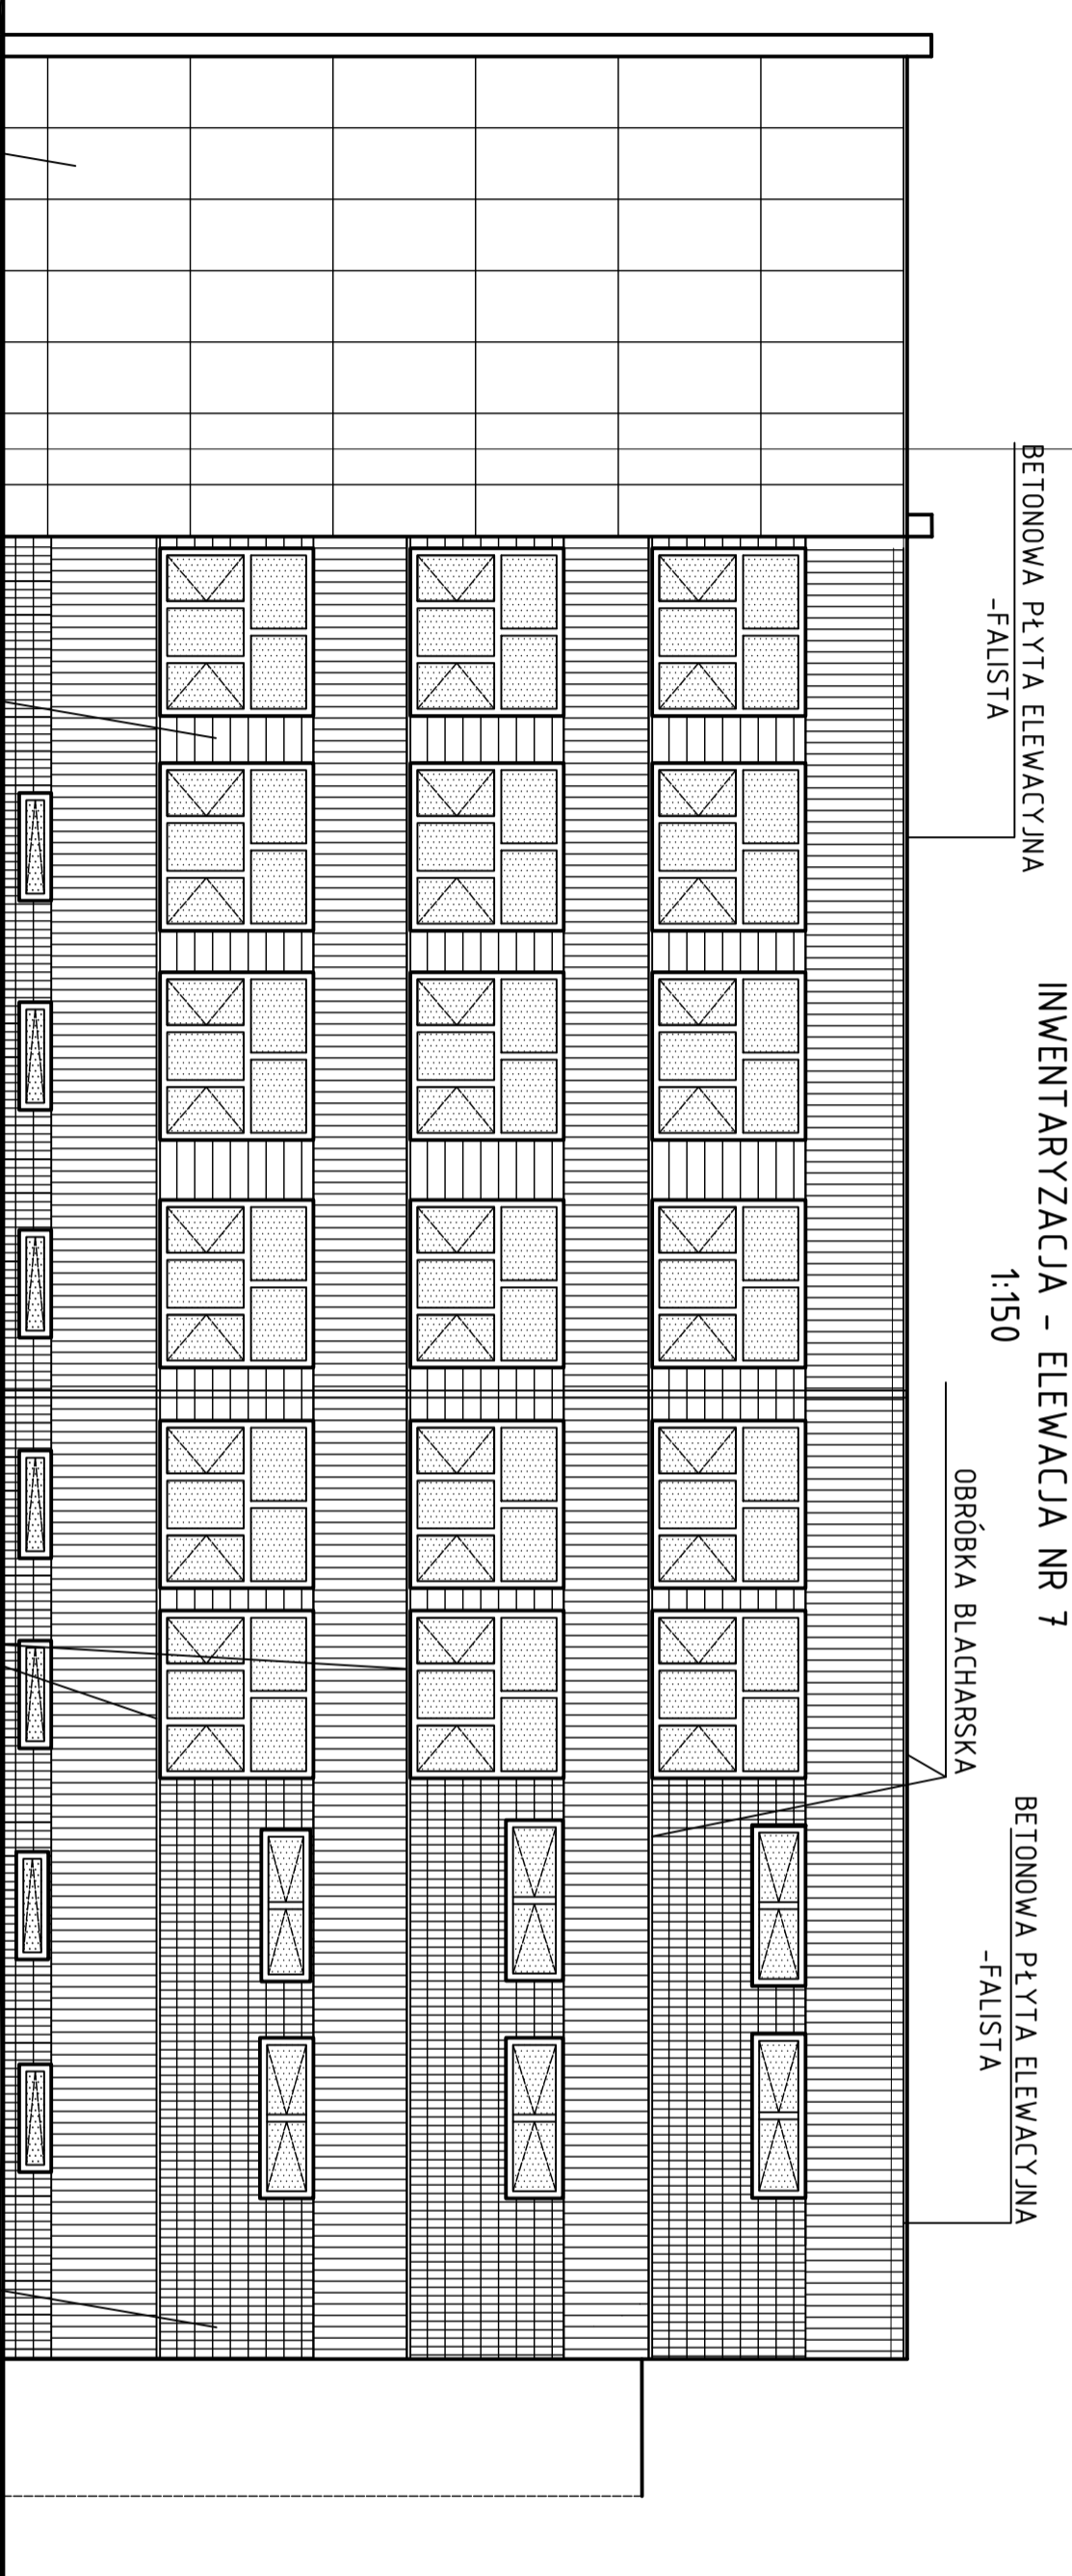 INWENTARYZACJA - ELEWACJA NR 7
1:150
BETONOWA PŁYTA ELEWACYJNA
-FALISTA
OBRÓBKA BLACHARSKA
BETONOWA PŁYTA ELEWACYJNA
-FALISTA